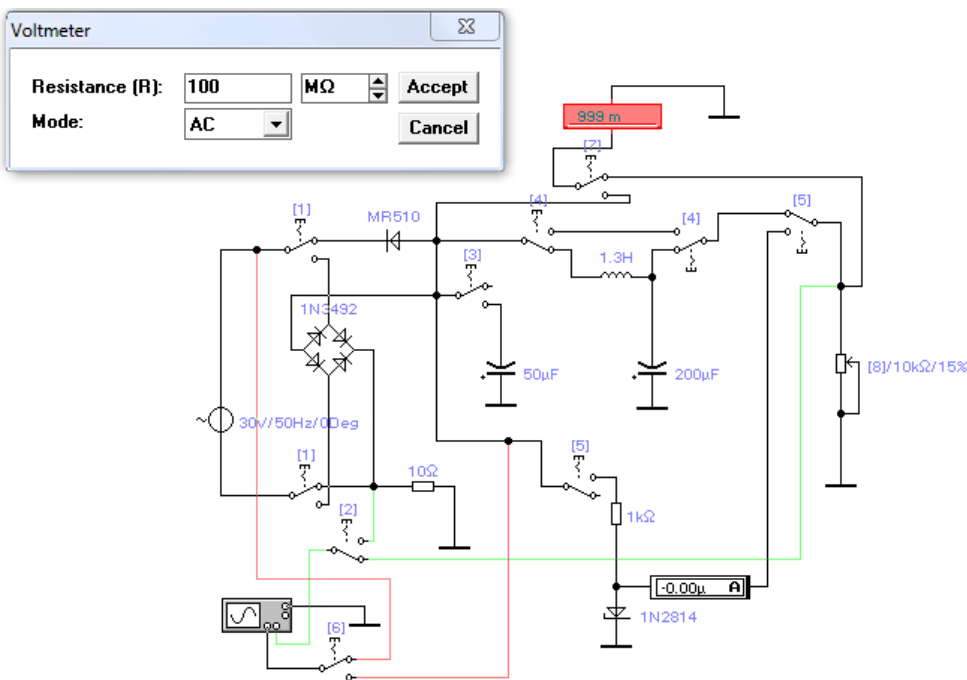 Voltmeter
Resistance (R): 100 MΩ Accept
Mode: AC Cancel
999 m
[7]
[1]
MR510
[4]
[4]
[5]
[3]
1.3H
1N3492
50µF
200µF
[8]/10kΩ/15%
30V/50Hz/0Deg
[1]
10Ω
[5]
[2]
1kΩ
-0.00µ A
1N2814
[6]